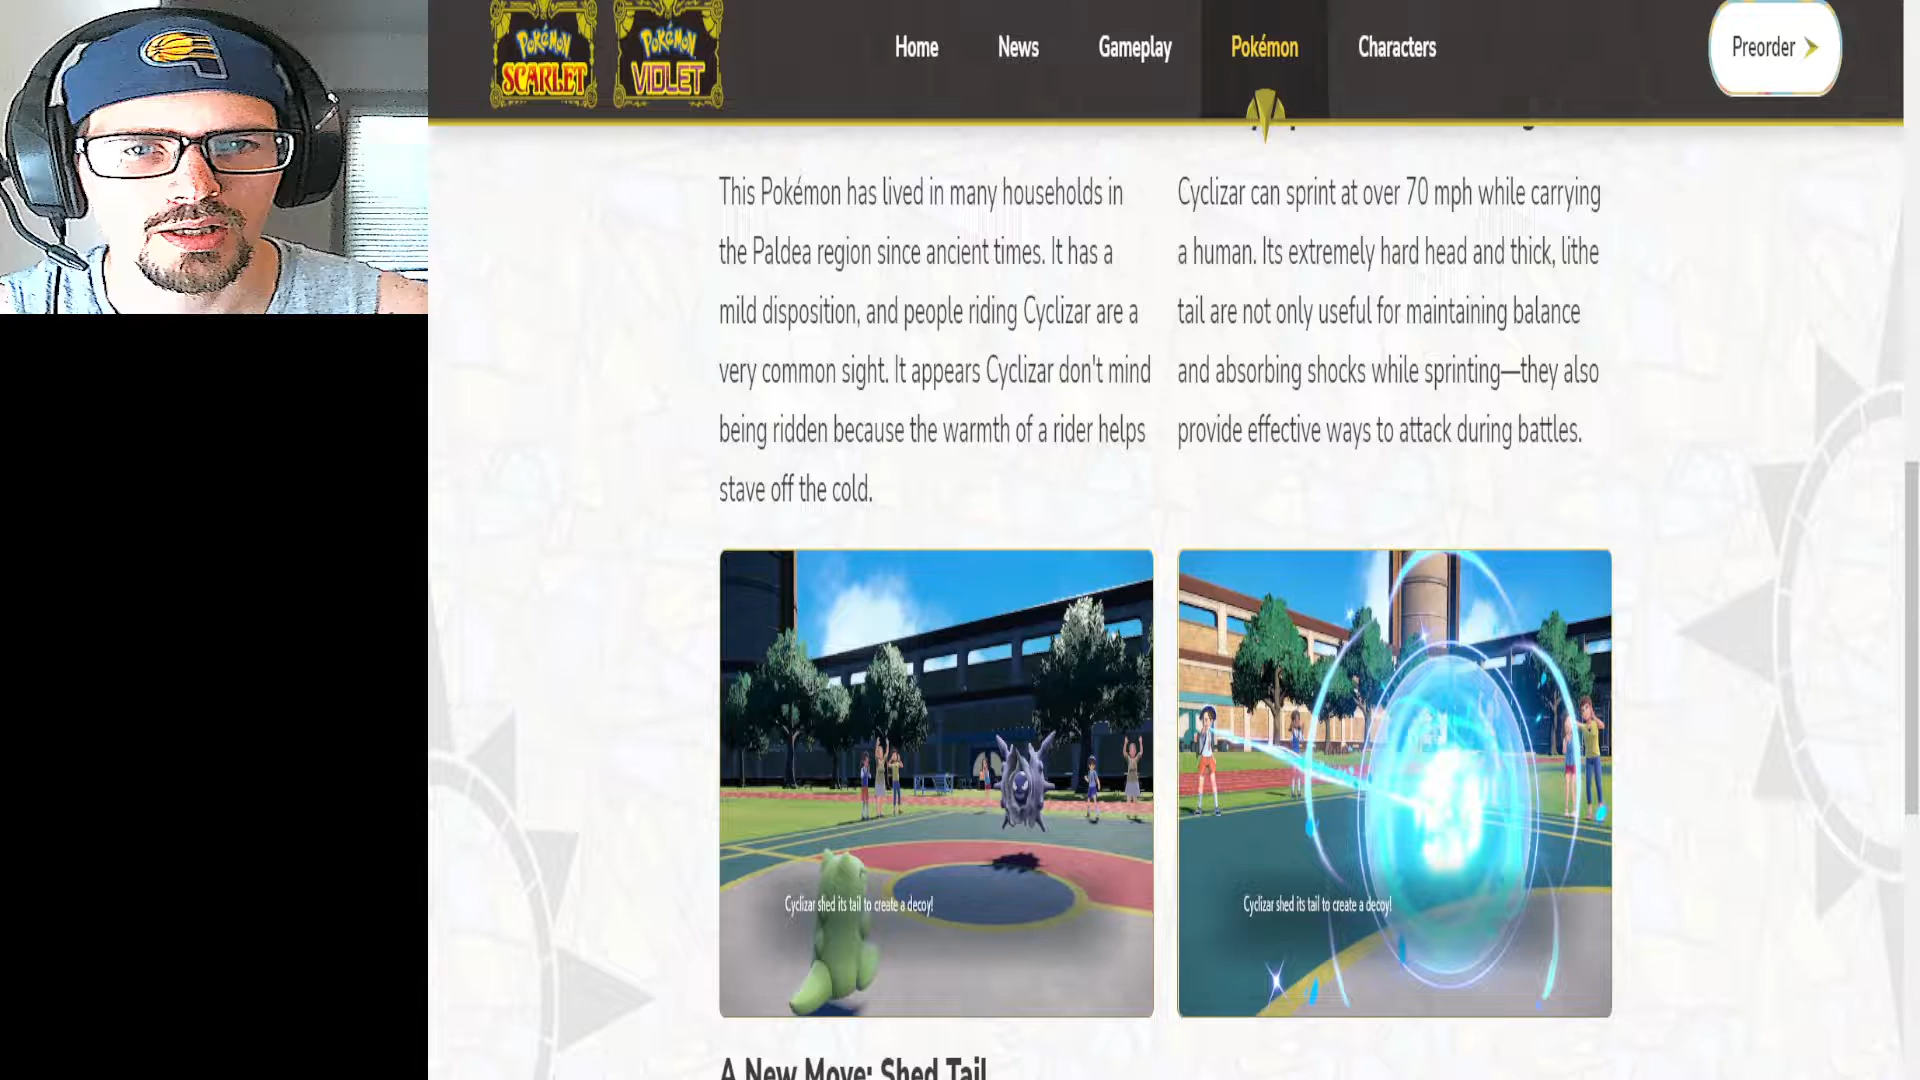 POKÉMON SCARLET
POKÉMON VIOLET
Home
News
Gameplay
Pokémon
Characters
Preorder
This Pokémon has lived in many households in
the Paldea region since ancient times. It has a
mild disposition, and people riding Cyclizar are a
very common sight. It appears Cyclizar don't mind
being ridden because the warmth of a rider helps
stave off the cold.
Cyclizar can sprint at over 70 mph while carrying
a human. Its extremely hard head and thick, lithe
tail are not only useful for maintaining balance
and absorbing shocks while sprinting—they also
provide effective ways to attack during battles.
Cyclizar shed its tail to create a decoy!
Cyclizar shed its tail to create a decoy!
A New Move: Shed Tail